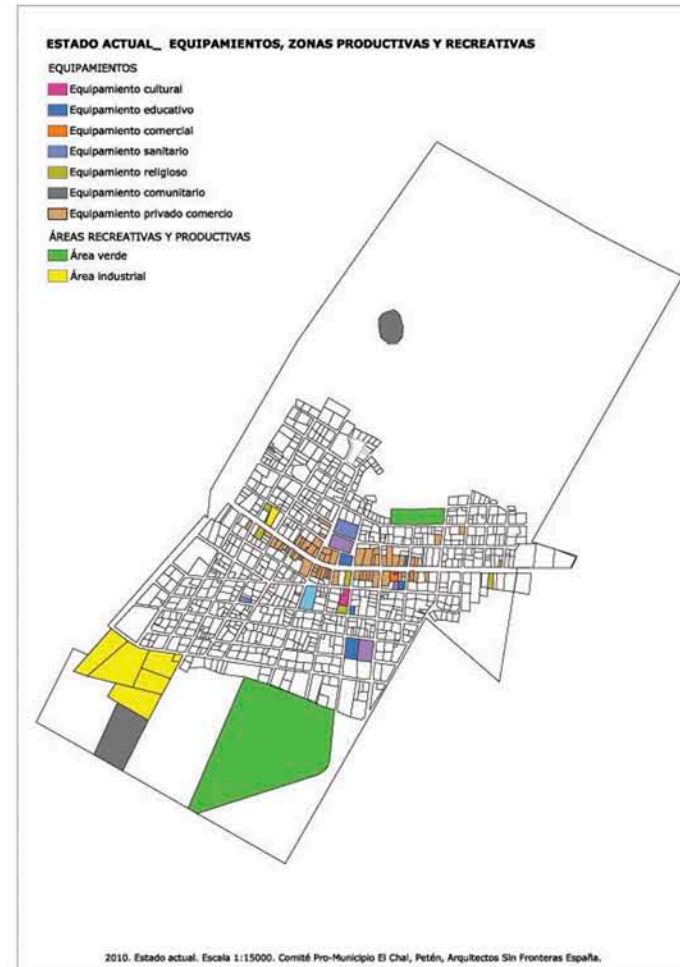 ESTADO ACTUAL_ EQUIPAMIENTOS, ZONAS PRODUCTIVAS Y RECREATIVAS
EQUIPAMIENTOS
Equipamiento cultural
Equipamiento educativo
Equipamiento comercial
Equipamiento sanitario
Equipamiento religioso
Equipamiento comunitario
Equipamiento privado comercio
ÁREAS RECREATIVAS Y PRODUCTIVAS
Área verde
Área industrial
2010. Estado actual. Escala 1:15000. Comité Pro-Municipio El Chal, Petén, Arquitectos Sin Fronteras España.